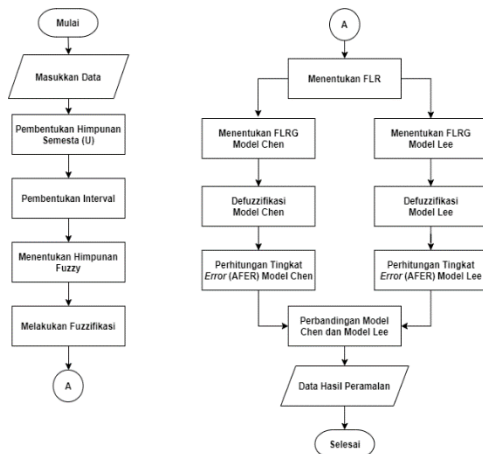 Mulai
Masukkan Data
Pembentukan Himpunan
Semesta (U)
Pembentukan Interval
Menentukan Himpunan
Fuzzy
Melakukan Fuzzifikasi
A
A
Menentukan FLR
Menentukan FLRG
Model Chen
Menentukan FLRG
Model Lee
Defuzzifikasi
Model Chen
Defuzzifikasi
Model Lee
Perhitungan Tingkat
Error (AFER) Model Chen
Perhitungan Tingkat
Error (AFER) Model Lee
Perbandingan Model
Chen dan Model Lee
Data Hasil Peramalan
Selesai